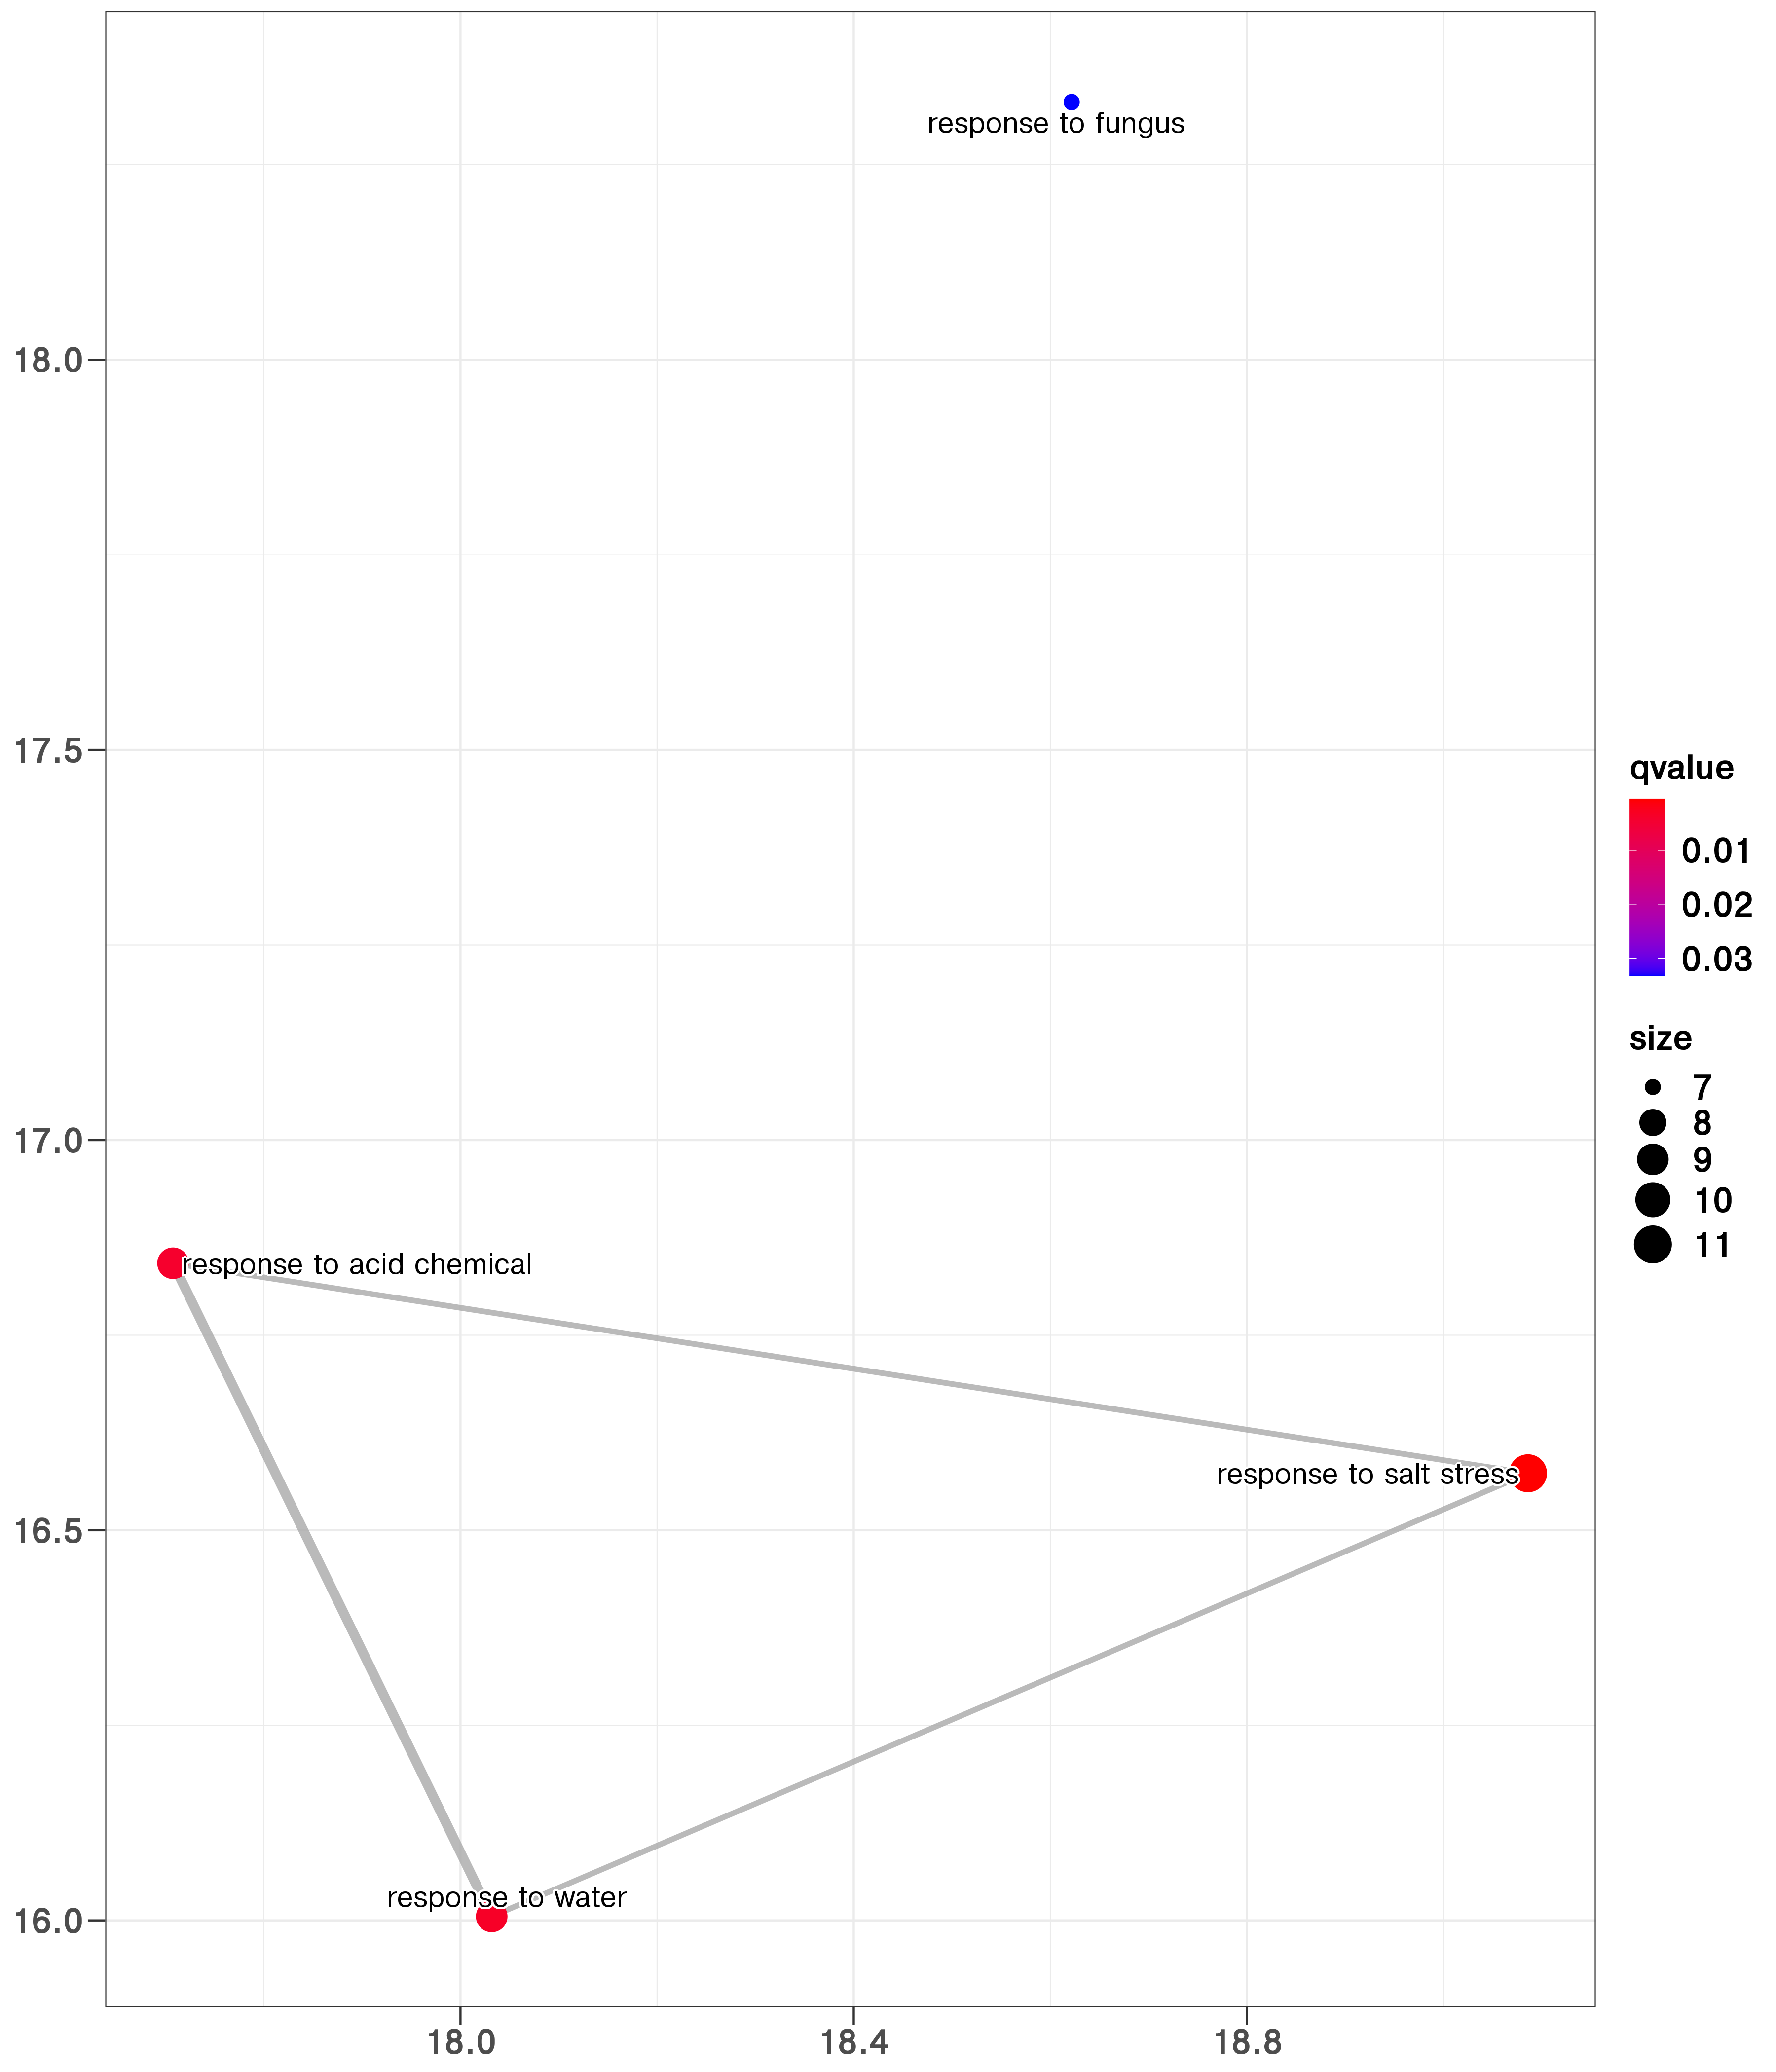 response to fungus
18.0
17.5
17.0
16.5
16.0
response to acid chemical
response to salt stress
response to water
18.0
18.4
18.8
qvalue
0.01
0.02
0.03
size
7
8
9
10
11